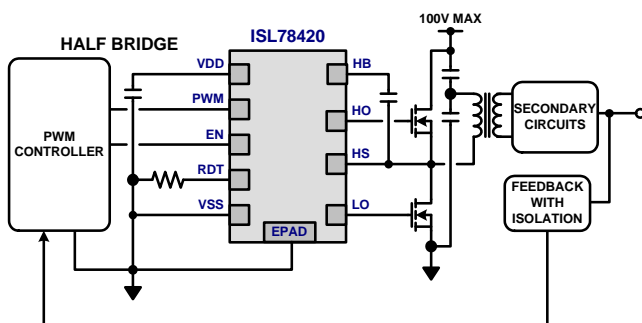 HALF BRIDGE
ISL78420
100V MAX
VDD
PWM
EN
RDT
VSS
EPAD
HB
HO
HS
LO
PWM
CONTROLLER
SECONDARY
CIRCUITS
FEEDBACK
WITH
ISOLATION